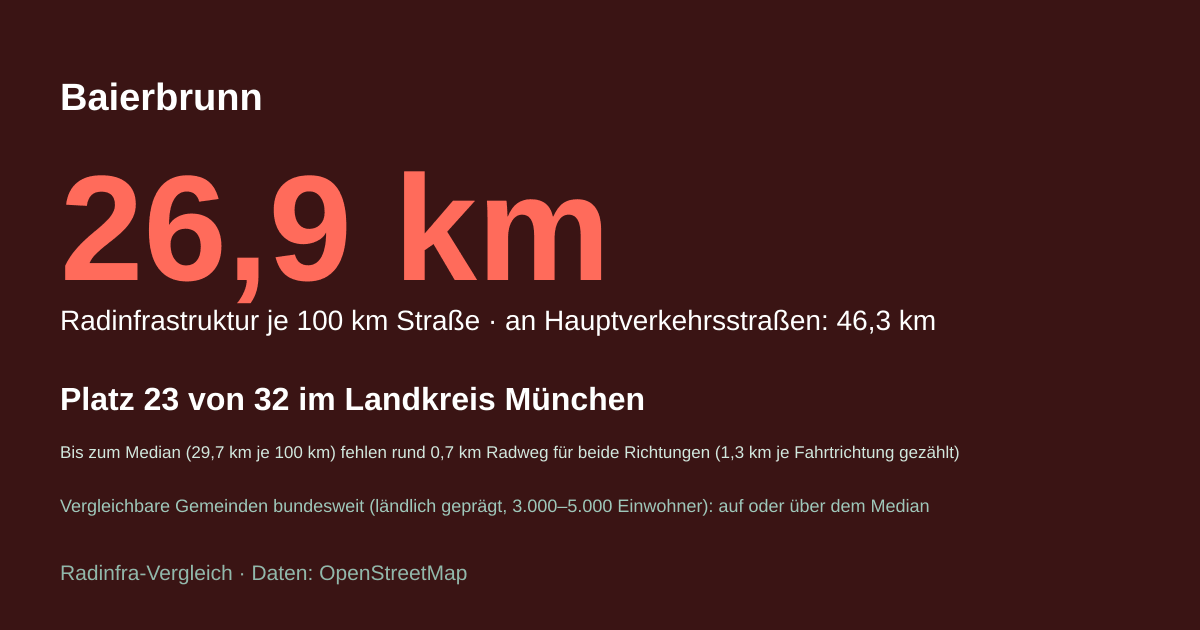 Baierbrunn
26,9 km
Radinfrastruktur je 100 km Straße · an Hauptverkehrsstraßen: 46,3 km
Platz 23 von 32 im Landkreis München
Bis zum Median (29,7 km je 100 km) fehlen rund 0,7 km Radweg für beide Richtungen (1,3 km je Fahrtrichtung gezählt)
Vergleichbare Gemeinden bundesweit (ländlich geprägt, 3.000–5.000 Einwohner): auf oder über dem Median
Radinfra-Vergleich · Daten: OpenStreetMap